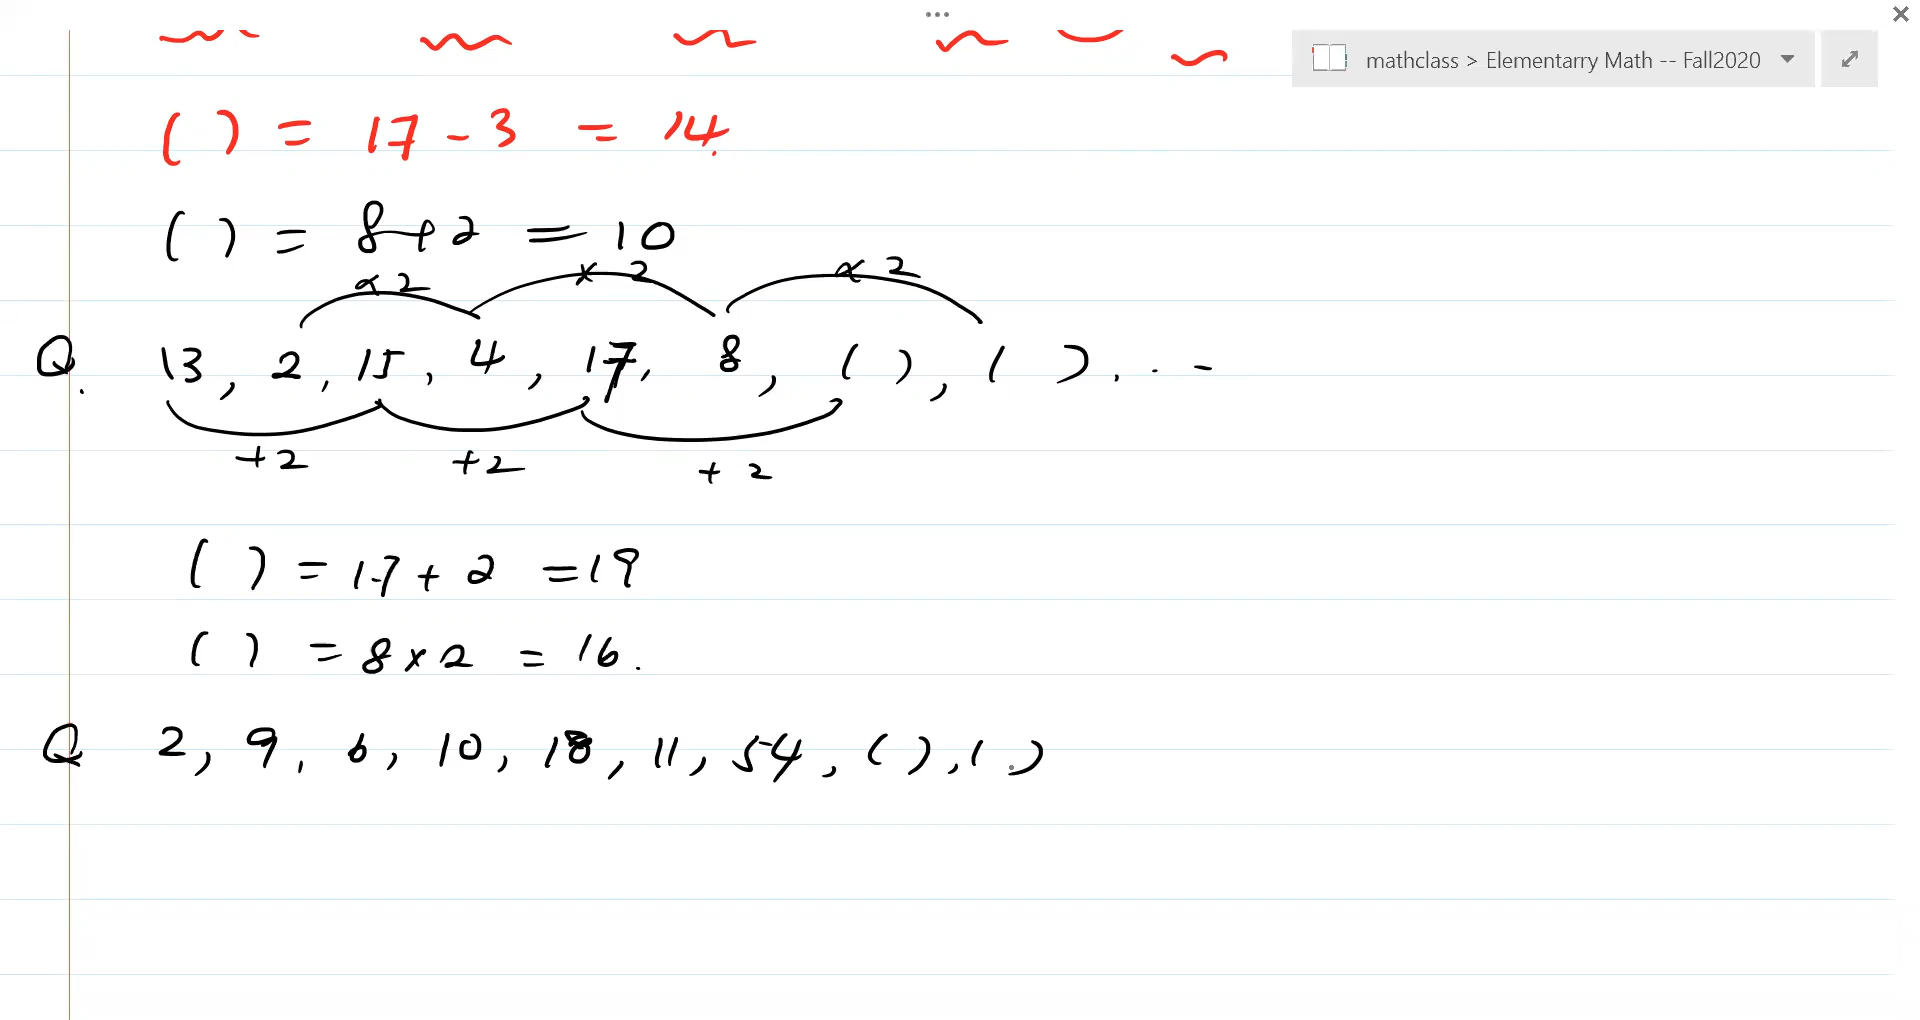 mathclass > Elementarry Math -- Fall2020
( ) = 17 - 3 = 14.
( ) = 8 + 2 = 10
×2 ×2 ×2
Q. 13, 2, 15, 4, 17, 8, ( ), ( ), . . -
+2 +2 +2
( ) = 17 + 2 = 19
( ) = 8 × 2 = 16.
Q 2, 9, 6, 10, 18, 11, 54, ( ), ( )